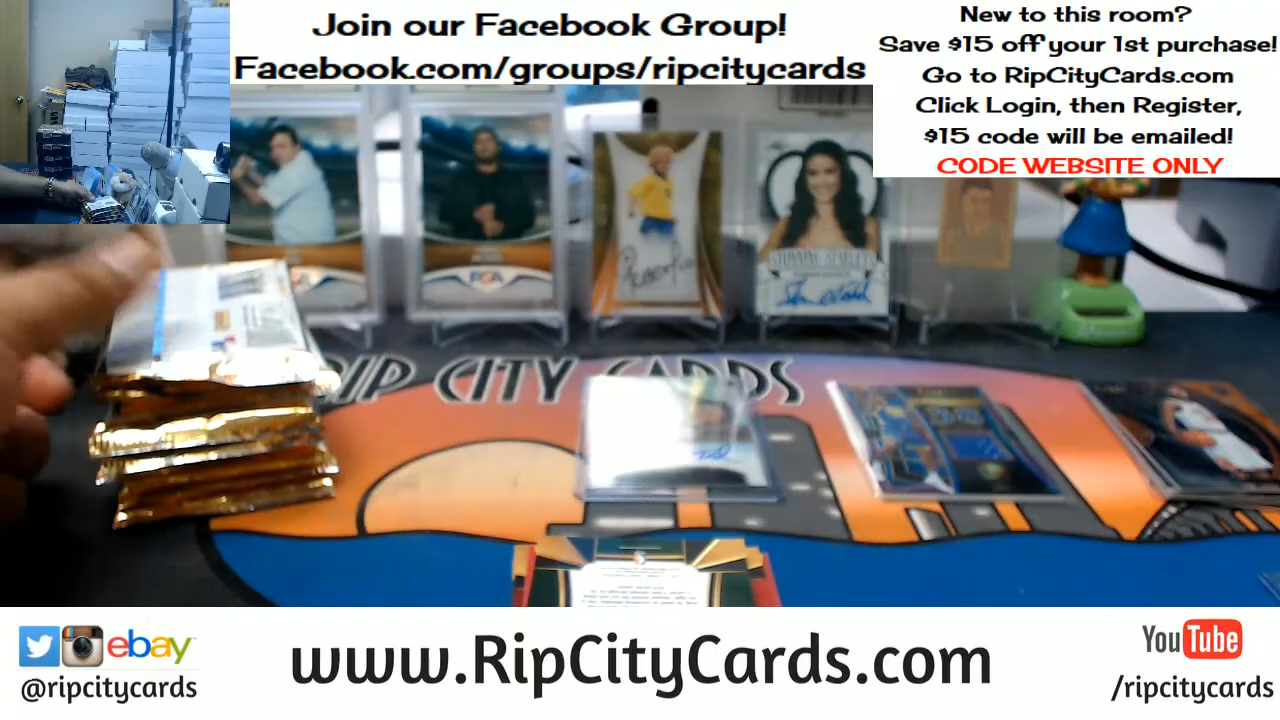 Join our Facebook Group!
Facebook.com/groups/ripcitycards
New to this room?
Save $15 off your 1st purchase!
Go to RipCityCards.com
Click Login, then Register,
$15 code will be emailed!
CODE WEBSITE ONLY
STUNNING STARLETS
RIP CITY CARDS
ebay
@ripcitycards
www.RipCityCards.com
YouTube
/ripcitycards